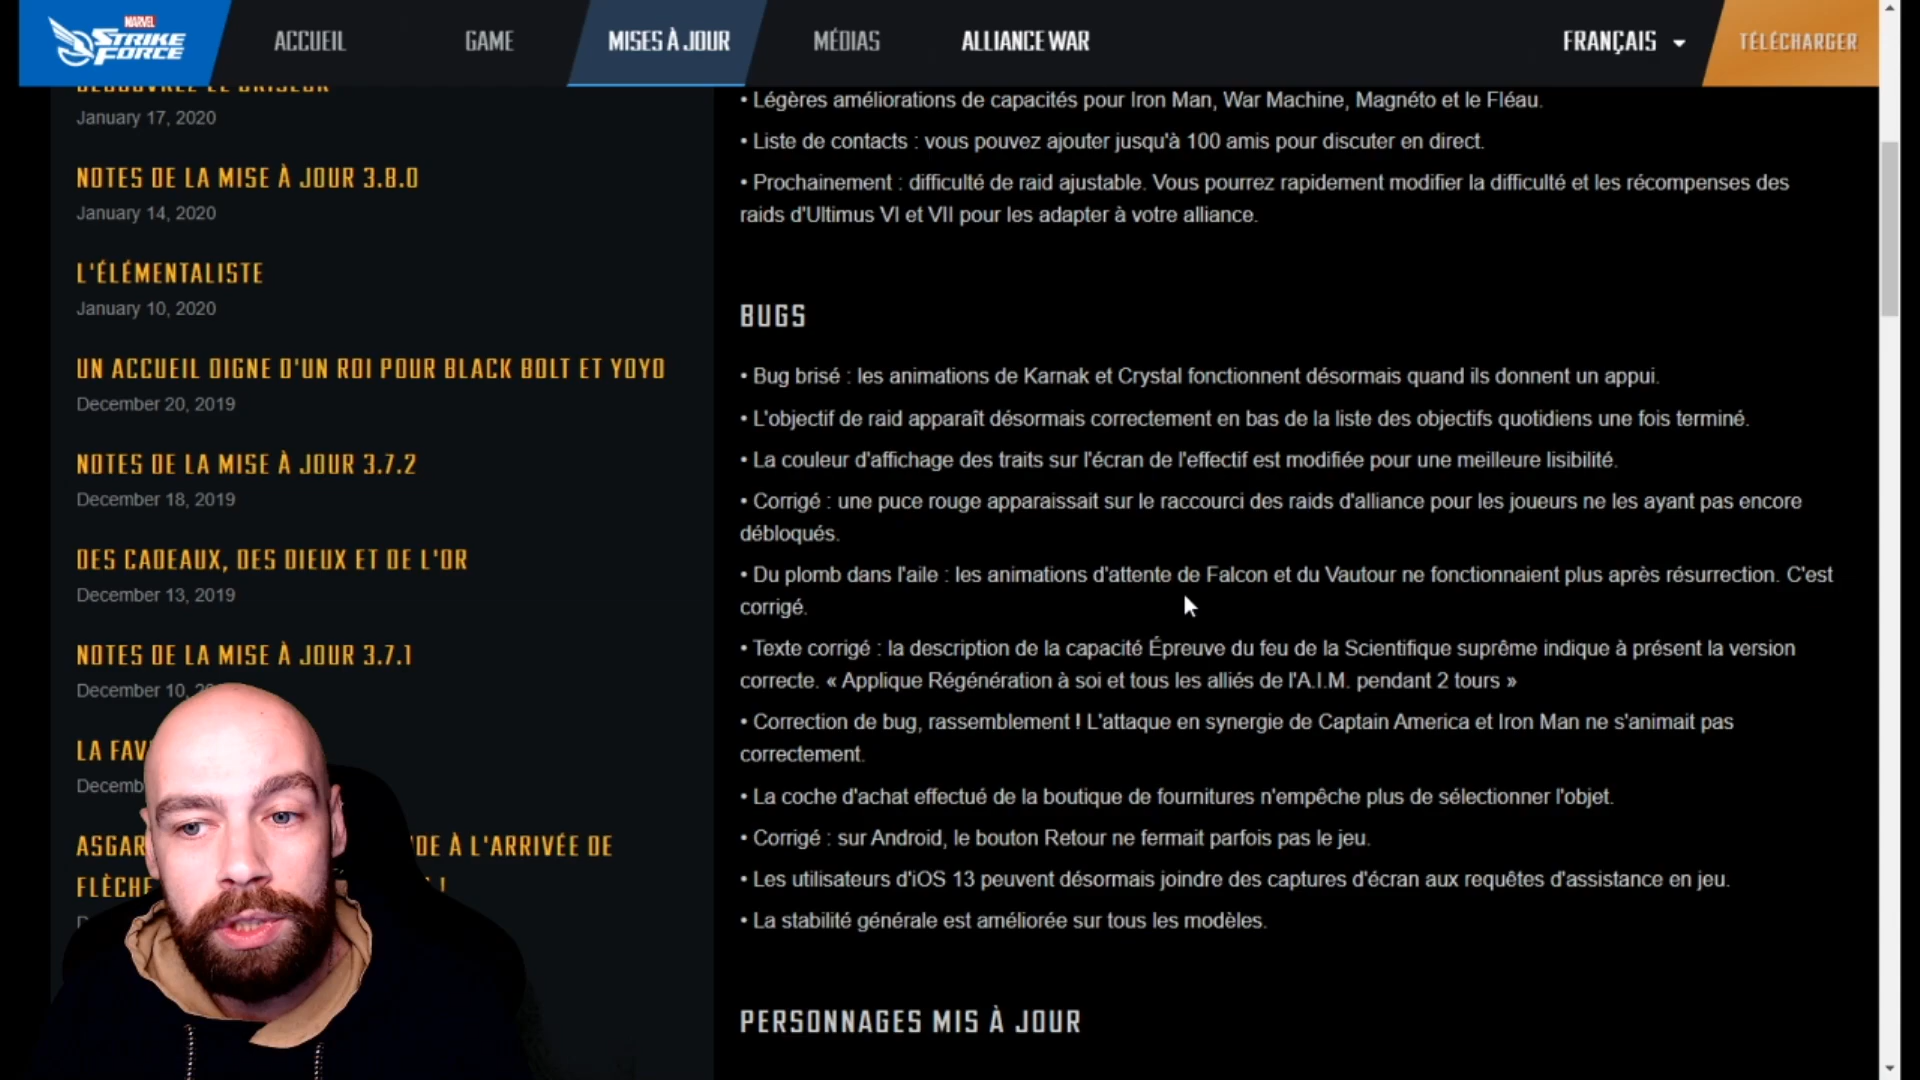 MARVEL
STRIKE
FORCE
ACCUEIL
GAME
MISES À JOUR
MÉDIAS
ALLIANCE WAR
FRANÇAIS
TÉLÉCHARGER
January 17, 2020
NOTES DE LA MISE À JOUR 3.8.0
January 14, 2020
L'ÉLÉMENTALISTE
January 10, 2020
UN ACCUEIL DIGNE D'UN ROI POUR BLACK BOLT ET YOYO
December 20, 2019
NOTES DE LA MISE À JOUR 3.7.2
December 18, 2019
DES CADEAUX, DES DIEUX ET DE L'OR
December 13, 2019
NOTES DE LA MISE À JOUR 3.7.1
December 10,
LA
ASGAR
À L'ARRIVÉE DE
FLÈCHE
!
• Légères améliorations de capacités pour Iron Man, War Machine, Magnéto et le Fléau.
• Liste de contacts : vous pouvez ajouter jusqu'à 100 amis pour discuter en direct.
• Prochainement : difficulté de raid ajustable. Vous pourrez rapidement modifier la difficulté et les récompenses des
raids d'Ultimus VI et VII pour les adapter à votre alliance.
BUGS
• Bug brisé : les animations de Karnak et Crystal fonctionnent désormais quand ils donnent un appui.
• L'objectif de raid apparaît désormais correctement en bas de la liste des objectifs quotidiens une fois terminé.
• La couleur d'affichage des traits sur l'écran de l'effectif est modifiée pour une meilleure lisibilité.
• Corrigé : une puce rouge apparaissait sur le raccourci des raids d'alliance pour les joueurs ne les ayant pas encore
débloqués.
• Du plomb dans l'aile : les animations d'attente de Falcon et du Vautour ne fonctionnaient plus après résurrection. C'est
corrigé.
• Texte corrigé : la description de la capacité Épreuve du feu de la Scientifique suprême indique à présent la version
correcte. « Applique Régénération à soi et tous les alliés de l'A.I.M. pendant 2 tours »
• Correction de bug, rassemblement ! L'attaque en synergie de Captain America et Iron Man ne s'animait pas
correctement.
• La coche d'achat effectué de la boutique de fournitures n'empêche plus de sélectionner l'objet.
• Corrigé : sur Android, le bouton Retour ne fermait parfois pas le jeu.
• Les utilisateurs d'iOS 13 peuvent désormais joindre des captures d'écran aux requêtes d'assistance en jeu.
• La stabilité générale est améliorée sur tous les modèles.
PERSONNAGES MIS À JOUR